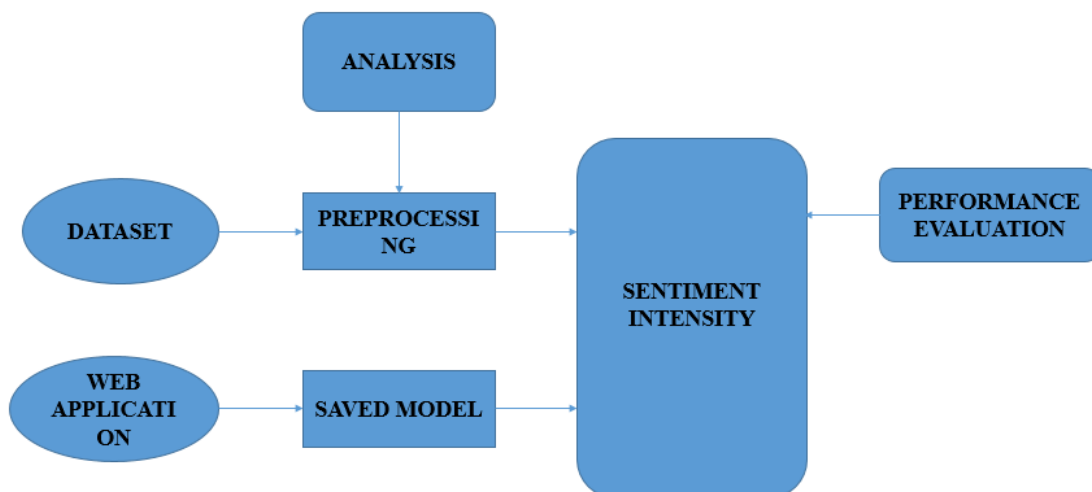 ANALYSIS
DATASET
PREPROCESSI
NG
PERFORMANCE
EVALUATION
SENTIMENT
INTENSITY
WEB
APPLICATI
ON
SAVED MODEL